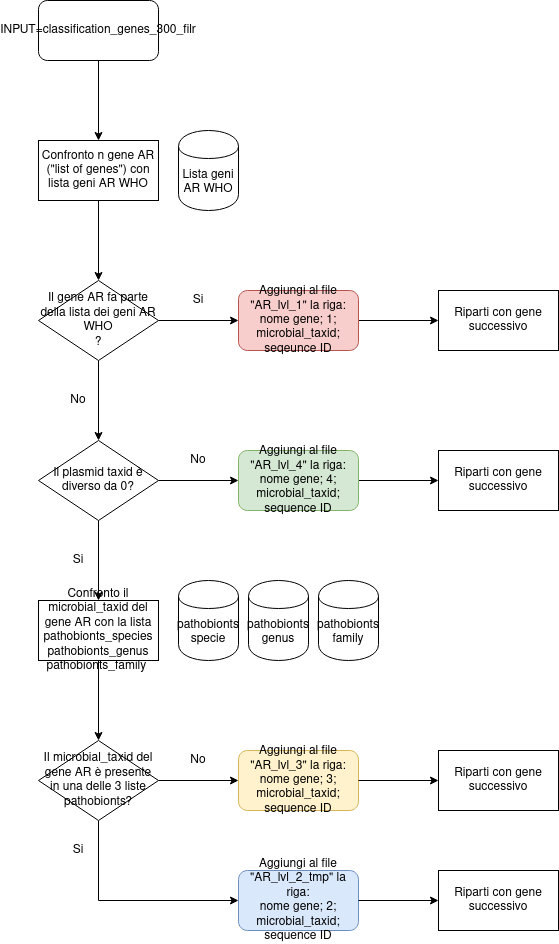 INPUT=classification_genes_300_filr
Confronto n gene AR
("list of genes") con
lista geni AR WHO
Lista geni
AR WHO
Il gene AR fa parte
della lista dei geni AR
WHO
?
Si
Aggiungi al file
"AR_lvl_1" la riga:
nome gene; 1;
microbial_taxid;
seqeunce ID
Riparti con gene
successivo
No
Il plasmid taxid è
diverso da 0?
No
Aggiungi al file
"AR_lvl_4" la riga:
nome gene; 4;
microbial_taxid;
sequence ID
Riparti con gene
successivo
Si
Confronto il
microbial_taxid del
gene AR con la lista
pathobionts_species
pathobionts_genus
pathobionts_family
pathobionts
specie
pathobionts
genus
pathobionts
family
Il microbial_taxid del
gene AR è presente
in una delle 3 liste
pathobionts?
No
Aggiungi al file
"AR_lvl_3" la riga:
nome gene; 3;
microbial_taxid;
sequence ID
Riparti con gene
successivo
Si
Aggiungi al file
"AR_lvl_2_tmp" la
riga:
nome gene; 2;
microbial_taxid;
sequence ID
Riparti con gene
successivo